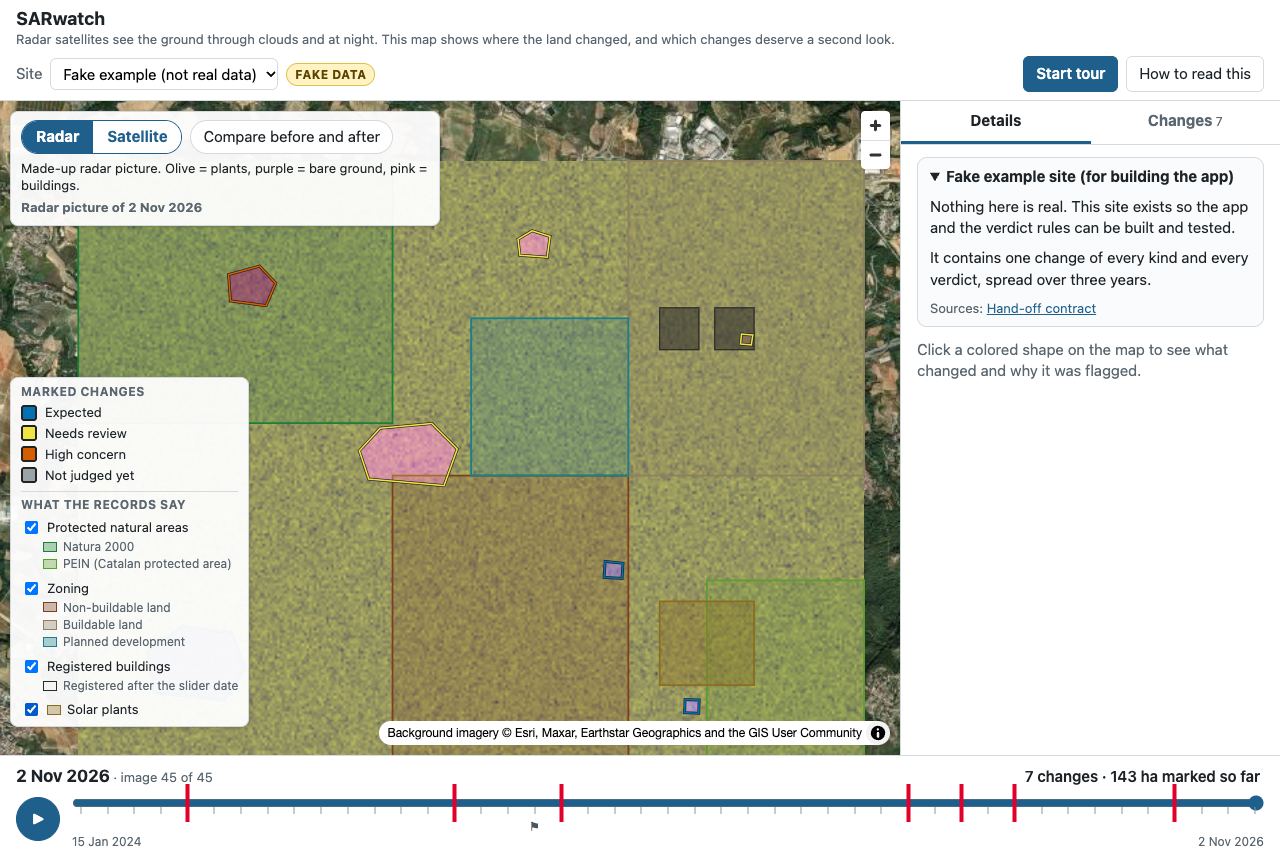 SARwatch
Radar satellites see the ground through clouds and at night. This map shows where the land changed, and which changes deserve a second look.
Site Fake example (not real data) FAKE DATA Start tour How to read this
Radar Satellite Compare before and after
Made-up radar picture. Olive = plants, purple = bare ground, pink =
buildings.
Radar picture of 2 Nov 2026
+
−
MARKED CHANGES
Expected
Needs review
High concern
Not judged yet
WHAT THE RECORDS SAY
Protected natural areas
Natura 2000
PEIN (Catalan protected area)
Zoning
Non-buildable land
Buildable land
Planned development
Registered buildings
Registered after the slider date
Solar plants
Background imagery © Esri, Maxar, Earthstar Geographics and the GIS User Community
Details Changes 7
Fake example site (for building the app)
Nothing here is real. This site exists so the app
and the verdict rules can be built and tested.
It contains one change of every kind and every
verdict, spread over three years.
Sources: Hand-off contract
Click a colored shape on the map to see what
changed and why it was flagged.
2 Nov 2026 · image 45 of 45 7 changes · 143 ha marked so far
15 Jan 2024 2 Nov 2026